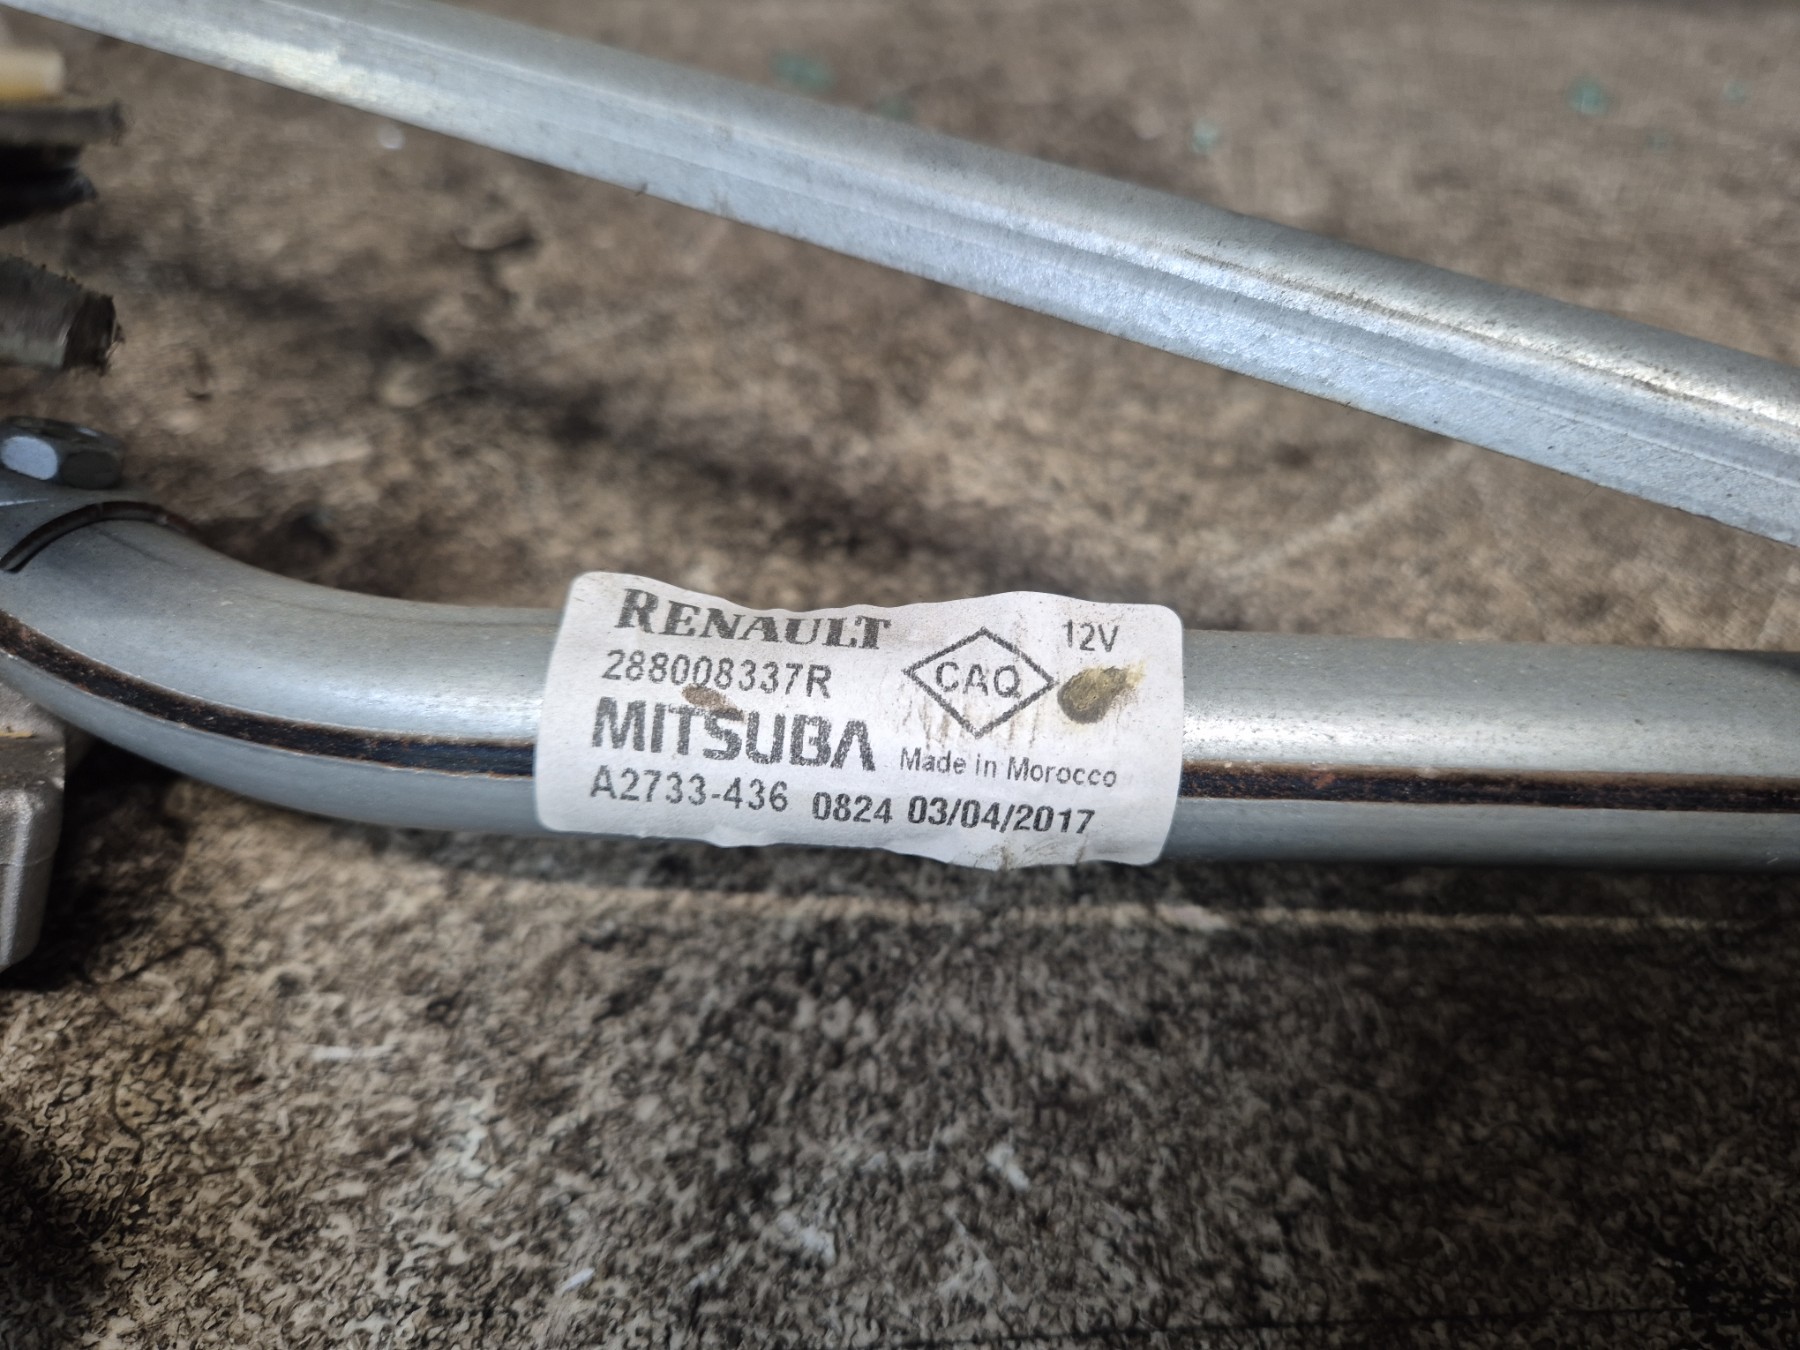 RENAULT
288008337R
CAQ
12V
MITSUBA
Made in Morocco
A2733-436 0824 03/04/2017